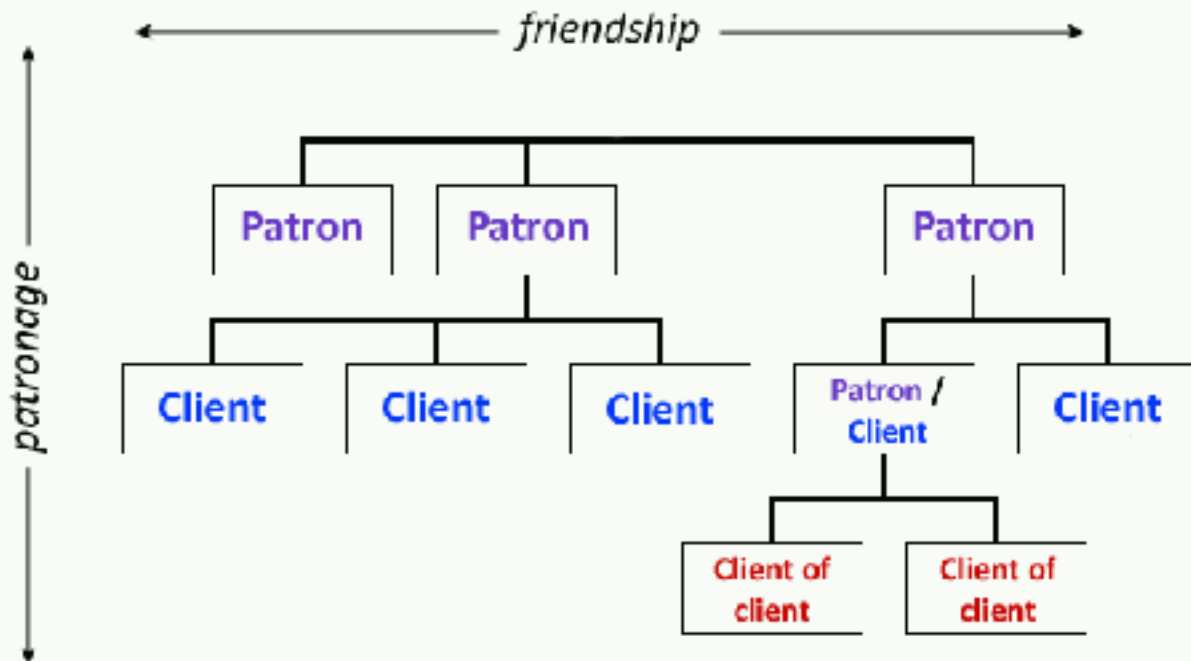 friendship
patronage
Patron
Patron
Patron
Client
Client
Client
Patron /
Client
Client
Client of
client
Client of
client